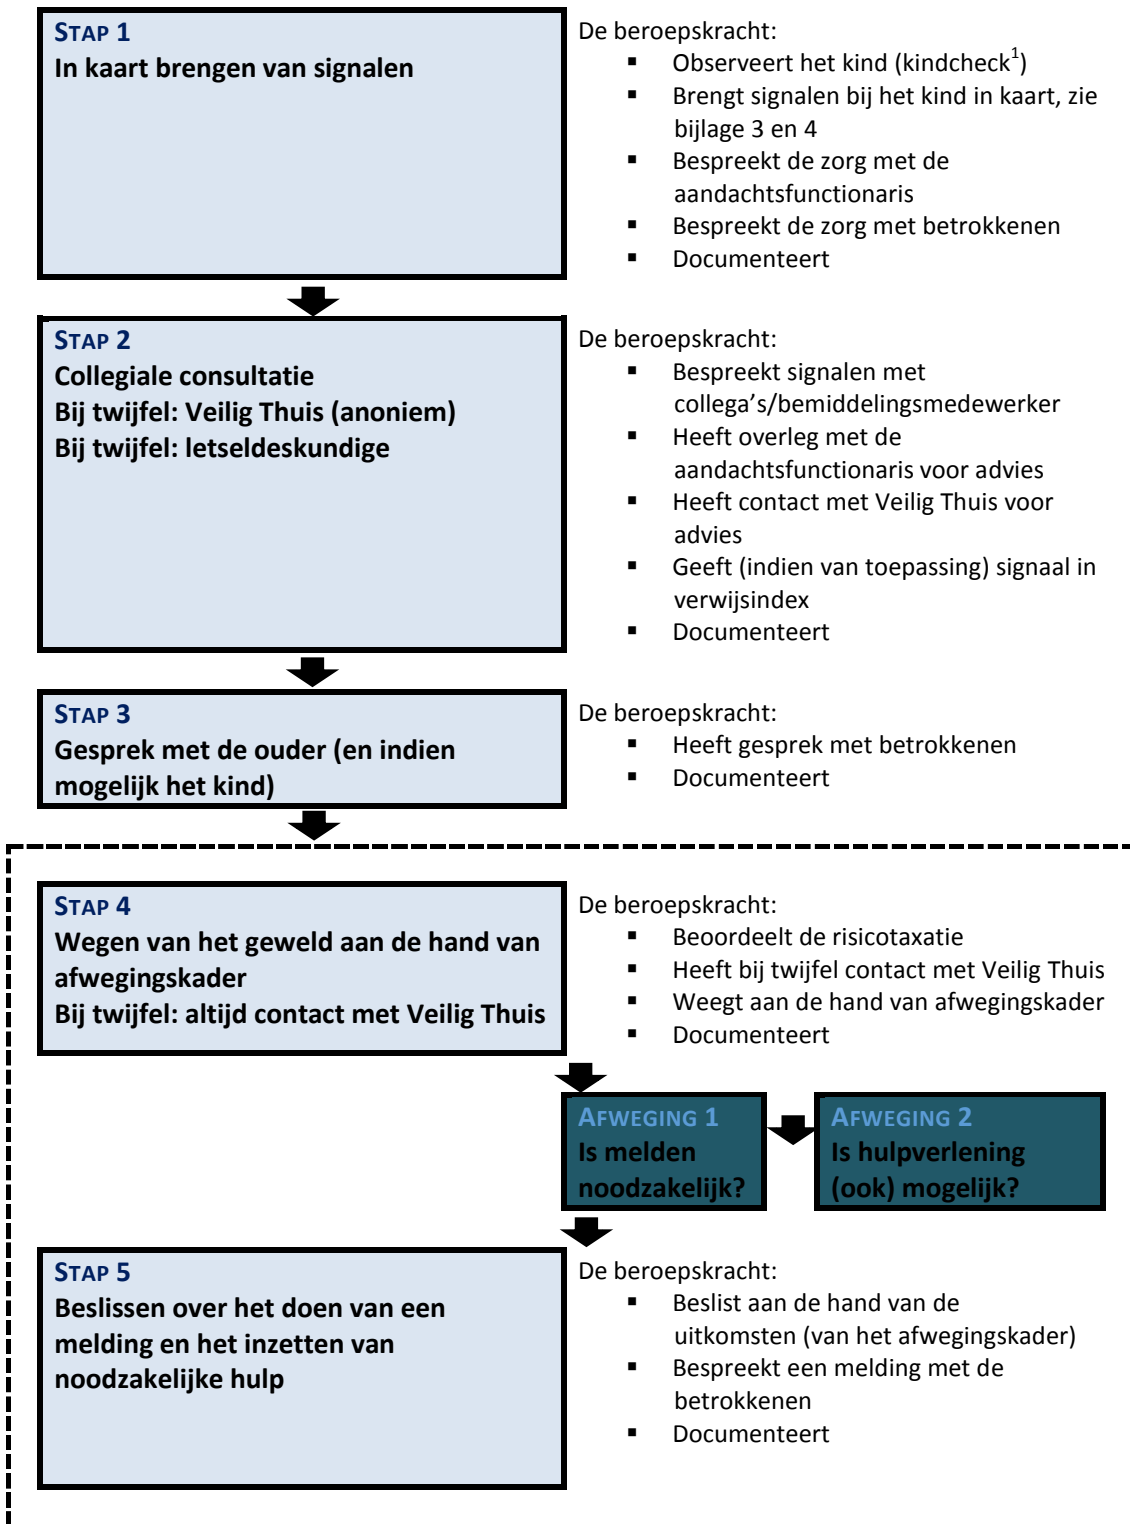 STAP 1
In kaart brengen van signalen
De beroepskracht:
▪ Observeert het kind (kindcheck1)
▪ Brengt signalen bij het kind in kaart, zie
bijlage 3 en 4
▪ Bespreekt de zorg met de
aandachtsfunctionaris
▪ Bespreekt de zorg met betrokkenen
▪ Documenteert
STAP 2
Collegiale consultatie
Bij twijfel: Veilig Thuis (anoniem)
Bij twijfel: letseldeskundige
De beroepskracht:
▪ Bespreekt signalen met
collega’s/bemiddelingsmedewerker
▪ Heeft overleg met de
aandachtsfunctionaris voor advies
▪ Heeft contact met Veilig Thuis voor
advies
▪ Geeft (indien van toepassing) signaal in
verwijsindex
▪ Documenteert
STAP 3
Gesprek met de ouder (en indien
mogelijk het kind)
De beroepskracht:
▪ Heeft gesprek met betrokkenen
▪ Documenteert
STAP 4
Wegen van het geweld aan de hand van
afwegingskader
Bij twijfel: altijd contact met Veilig Thuis
De beroepskracht:
▪ Beoordeelt de risicotaxatie
▪ Heeft bij twijfel contact met Veilig Thuis
▪ Weegt aan de hand van afwegingskader
▪ Documenteert
AFWEGING 1
Is melden
noodzakelijk?
AFWEGING 2
Is hulpverlening
(ook) mogelijk?
STAP 5
Beslissen over het doen van een
melding en het inzetten van
noodzakelijke hulp
De beroepskracht:
▪ Beslist aan de hand van de
uitkomsten (van het afwegingskader)
▪ Bespreekt een melding met de
betrokkenen
▪ Documenteert